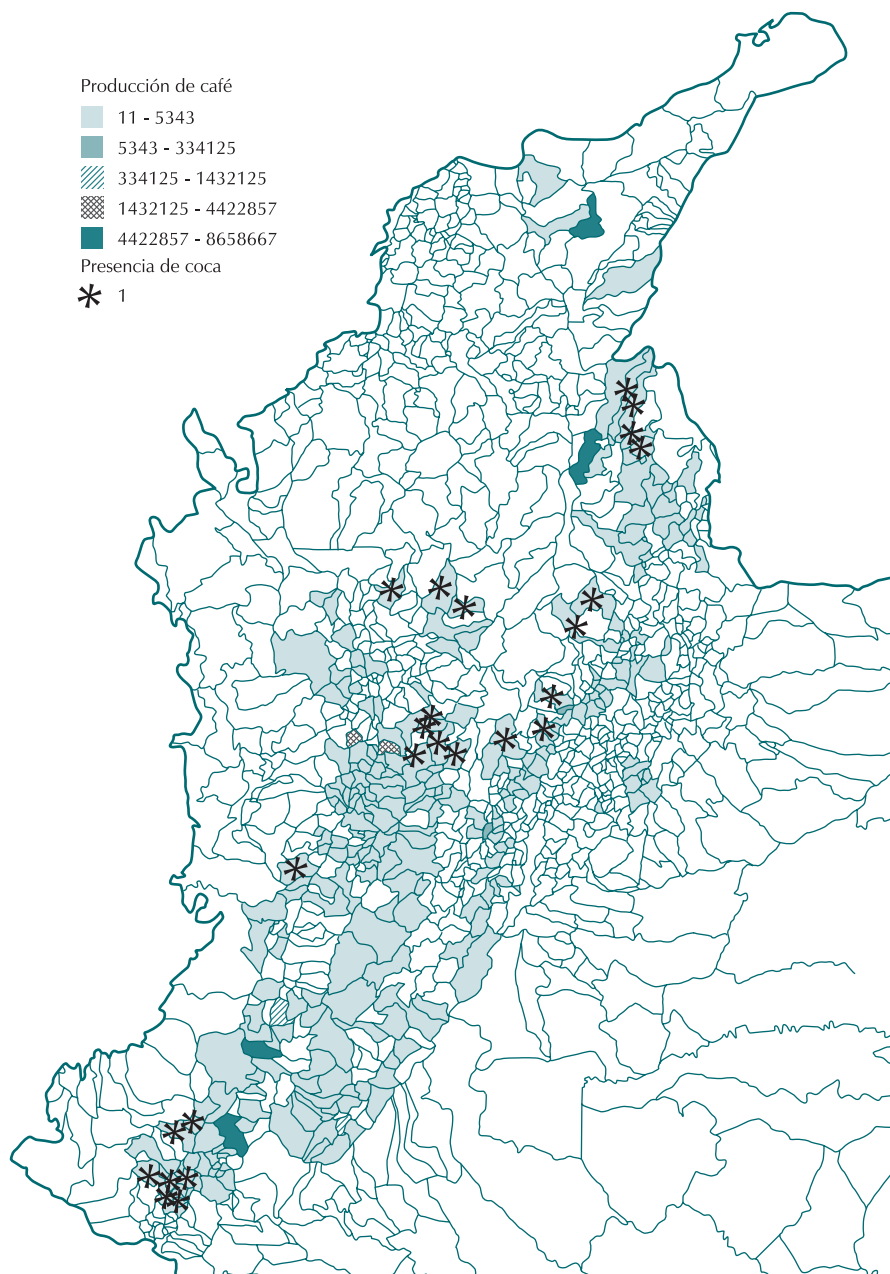 Producción de café
11 - 5343
5343 - 334125
334125 - 1432125
1432125 - 4422857
4422857 - 8658667
Presencia de coca
1